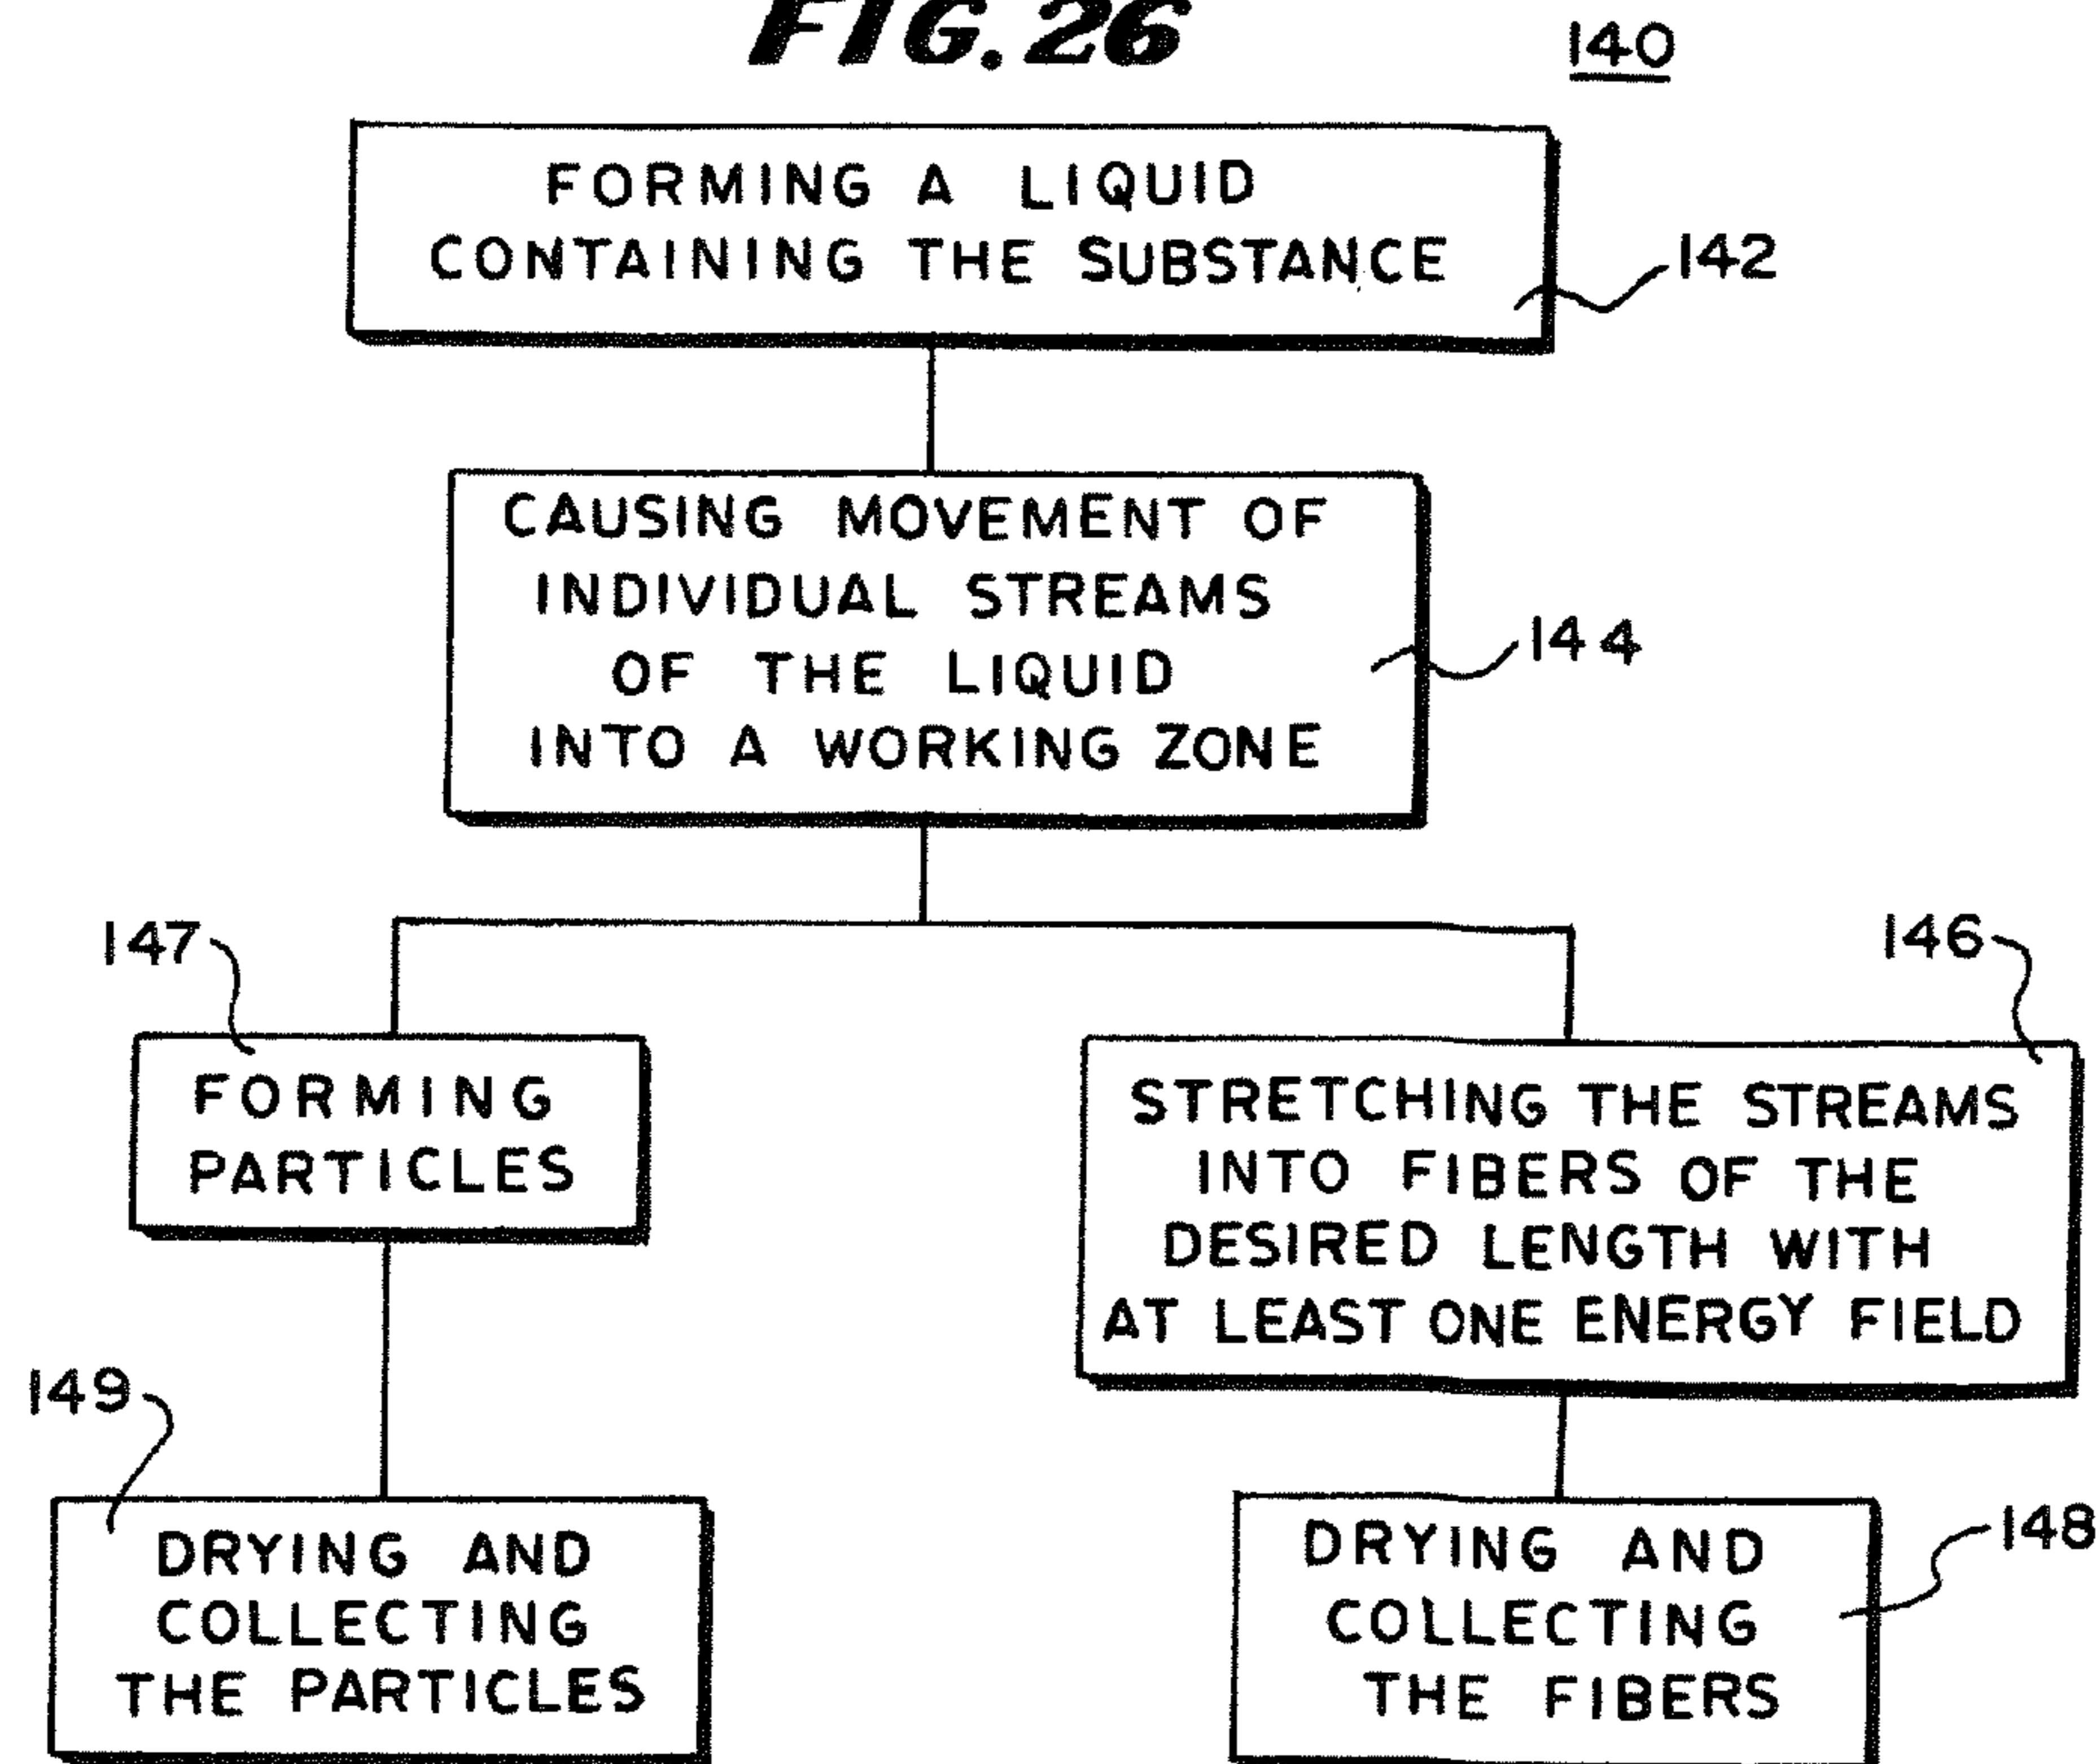 FIG. 26
140
FORMING A LIQUID
CONTAINING THE SUBSTANCE
142
CAUSING MOVEMENT OF
INDIVIDUAL STREAMS
OF THE LIQUID
INTO A WORKING ZONE
144
147
FORMING
PARTICLES
146
STRETCHING THE STREAMS
INTO FIBERS OF THE
DESIRED LENGTH WITH
AT LEAST ONE ENERGY FIELD
149
DRYING AND
COLLECTING
THE PARTICLES
DRYING AND
COLLECTING
THE FIBERS
148